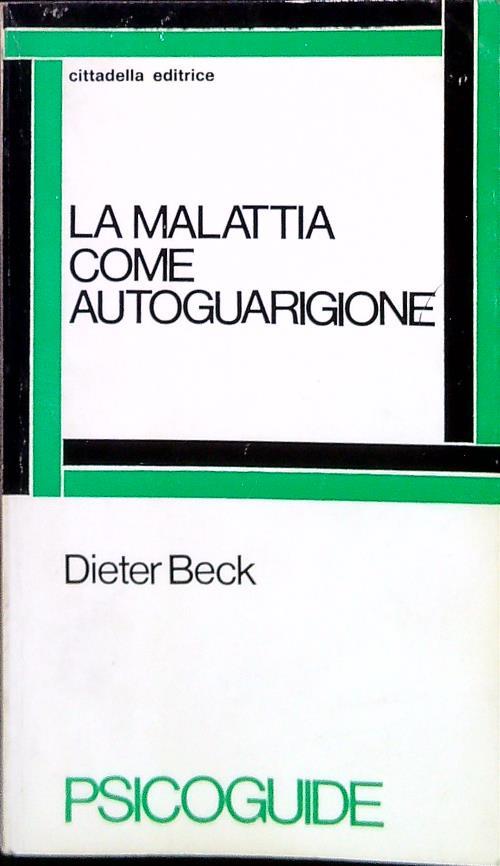 cittadella editrice
LA MALATTIA
COME
AUTOGUARIGIONE
Dieter Beck
PSICOGUIDE